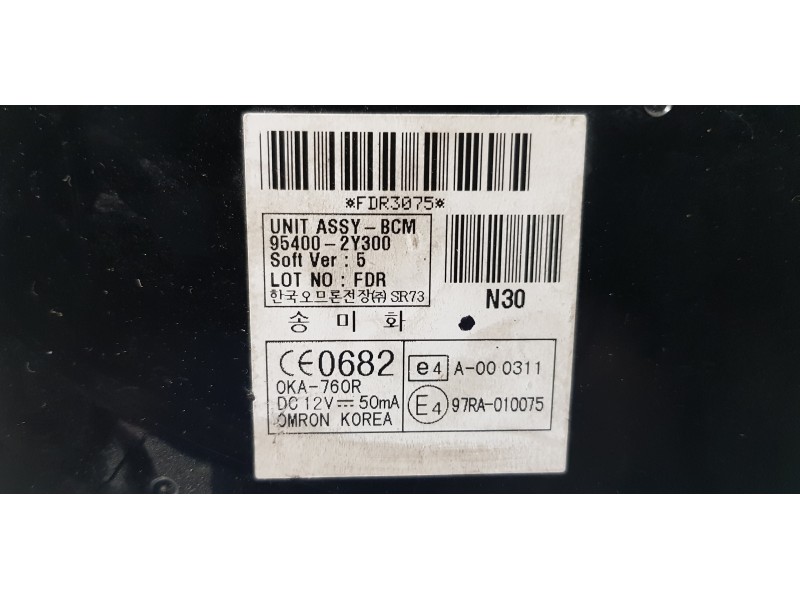 *FDR3075*
UNIT ASSY-BCM
95400-2Y300
Soft Ver : 5
LOT NO : FDR
한국오므론전장(주) SR73
N30
송 미 화
CE0682
OKA-760R
DC 12V ⎓ 50mA
OMRON KOREA
e4 A-00 0311
E4 97RA-010075